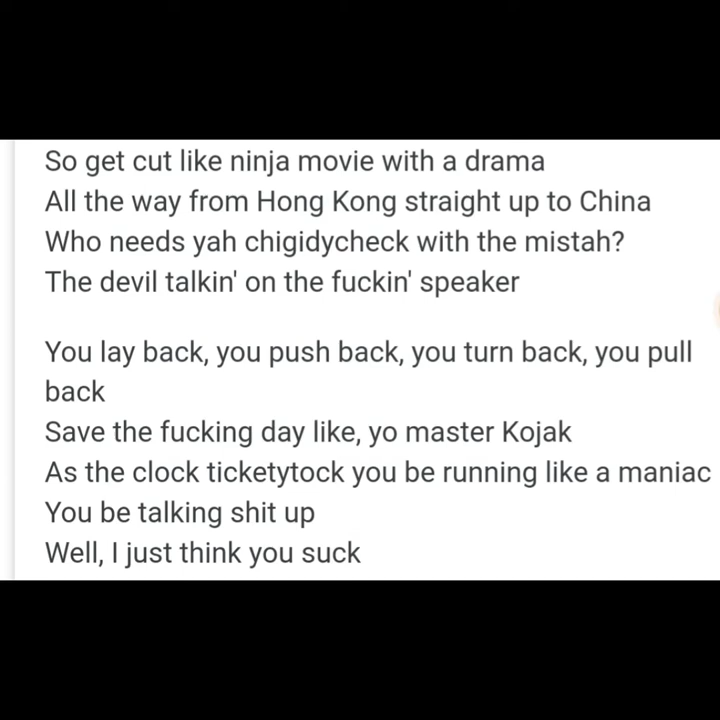 So get cut like ninja movie with a drama
All the way from Hong Kong straight up to China
Who needs yah chigidycheck with the mistah?
The devil talkin' on the fuckin' speaker
You lay back, you push back, you turn back, you pull
back
Save the fucking day like, yo master Kojak
As the clock ticketytock you be running like a maniac
You be talking shit up
Well, I just think you suck